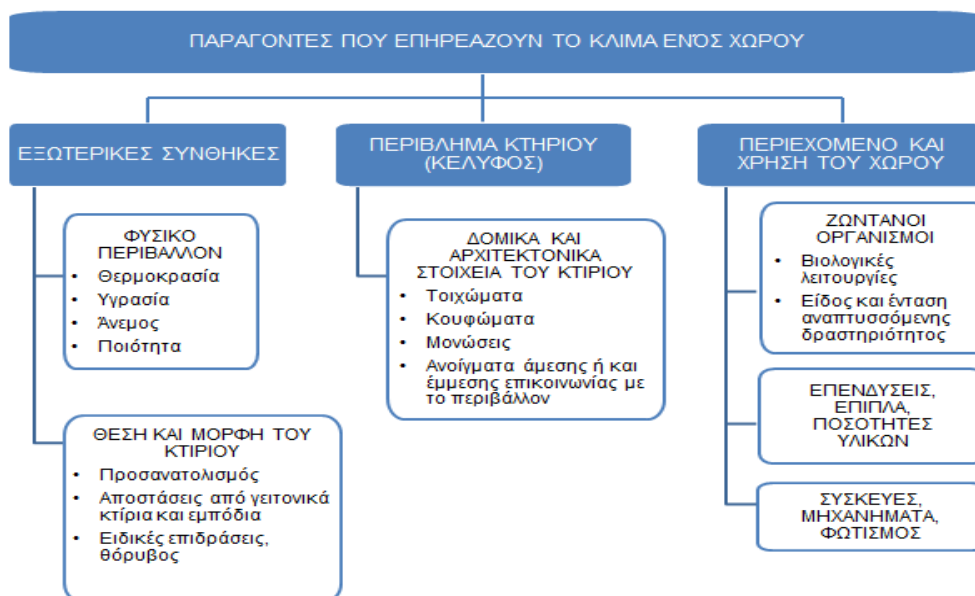 ΠΑΡΑΓΟΝΤΕΣ ΠΟΥ ΕΠΗΡΕΑΖΟΥΝ ΤΟ ΚΛΙΜΑ ΕΝΌΣ ΧΩΡΟΥ
ΕΞΩΤΕΡΙΚΕΣ ΣΥΝΘΗΚΕΣ
ΦΥΣΙΚΟ
ΠΕΡΙΒΑΛΛΟΝ
• Θερμοκρασία
• Υγρασία
• Άνεμος
• Ποιότητα
ΘΕΣΗ ΚΑΙ ΜΟΡΦΗ ΤΟΥ
ΚΤΙΡΙΟΥ
• Προσανατολισμός
• Αποστάσεις από γειτονικά
κτίρια και εμπόδια
• Ειδικές επιδράσεις,
θόρυβος
ΠΕΡΙΒΛΗΜΑ ΚΤΗΡΙΟΥ
(ΚΕΛΥΦΟΣ)
ΔΟΜΙΚΑ ΚΑΙ
ΑΡΧΙΤΕΚΤΟΝΙΚΑ
ΣΤΟΙΧΕΙΑ ΤΟΥ ΚΤΙΡΙΟΥ
• Τοιχώματα
• Κουφώματα
• Μονώσεις
• Ανοίγματα άμεσης ή και
έμμεσης επικοινωνίας με
το περιβάλλον
ΠΕΡΙΕΧΟΜΕΝΟ ΚΑΙ
ΧΡΗΣΗ ΤΟΥ ΧΩΡΟΥ
ΖΩΝΤΑΝΟΙ
ΟΡΓΑΝΙΣΜΟΙ
• Βιολογικές
λειτουργίες
• Είδος και ένταση
αναπτυσσόμενης
δραστηριότητος
ΕΠΕΝΔΥΣΕΙΣ,
ΕΠΙΠΛΑ,
ΠΟΣΟΤΗΤΕΣ
ΥΛΙΚΩΝ
ΣΥΣΚΕΥΕΣ,
ΜΗΧΑΝΗΜΑΤΑ,
ΦΩΤΙΣΜΟΣ